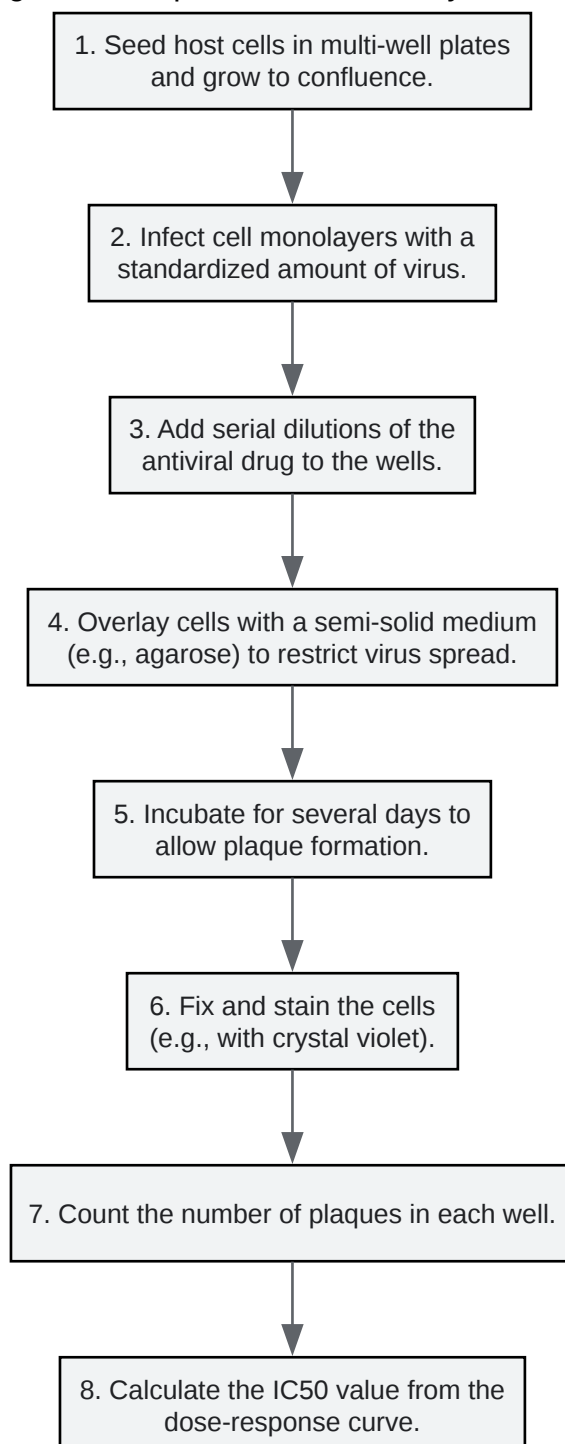 1. Seed host cells in multi-well plates
and grow to confluence.
2. Infect cell monolayers with a
standardized amount of virus.
3. Add serial dilutions of the
antiviral drug to the wells.
4. Overlay cells with a semi-solid medium
(e.g., agarose) to restrict virus spread.
5. Incubate for several days to
allow plaque formation.
6. Fix and stain the cells
(e.g., with crystal violet).
7. Count the number of plaques in each well.
8. Calculate the IC50 value from the
dose-response curve.